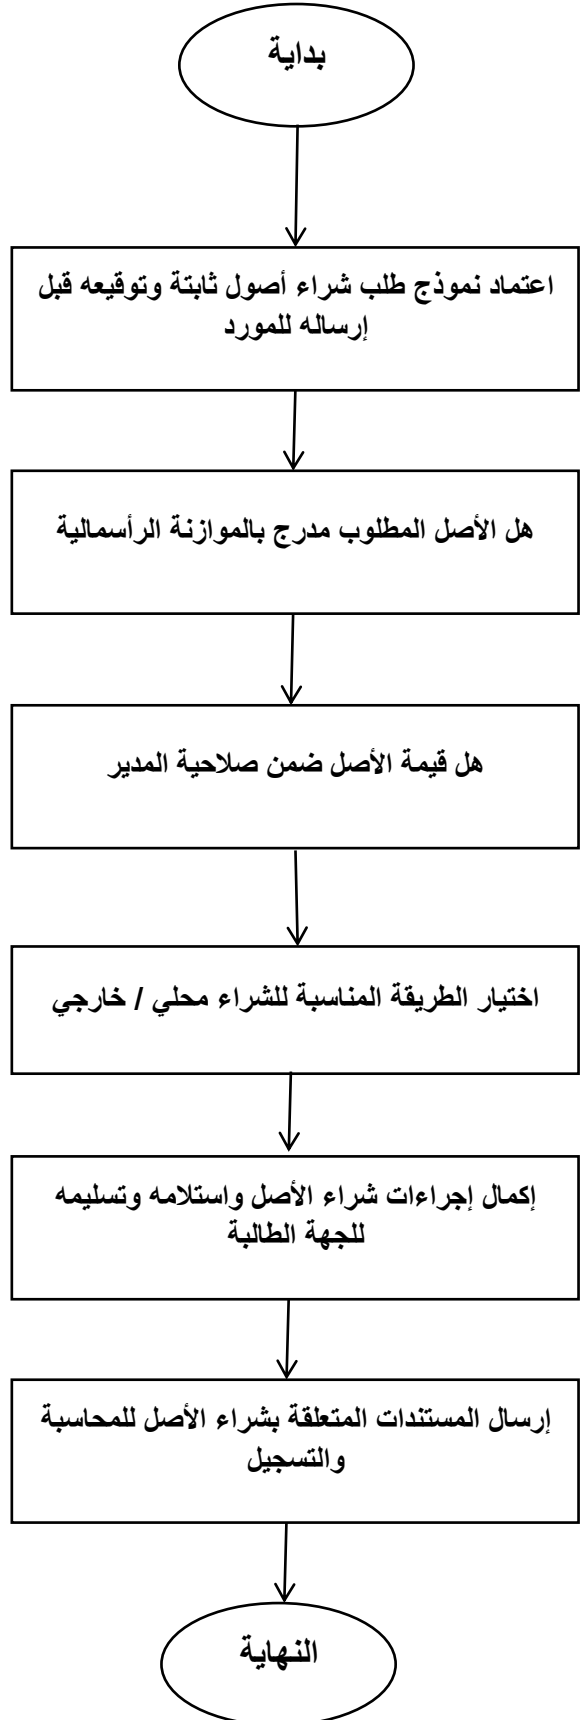 بداية
اعتماد نموذج طلب شراء أصول ثابتة وتوقيعه قبل
إرساله للمورد
هل الأصل المطلوب مدرج بالموازنة الرأسمالية
هل قيمة الأصل ضمن صلاحية المدير
اختيار الطريقة المناسبة للشراء محلي / خارجي
إكمال إجراءات شراء الأصل واستلامه وتسليمه
للجهة الطالبة
إرسال المستندات المتعلقة بشراء الأصل للمحاسبة
والتسجيل
النهاية